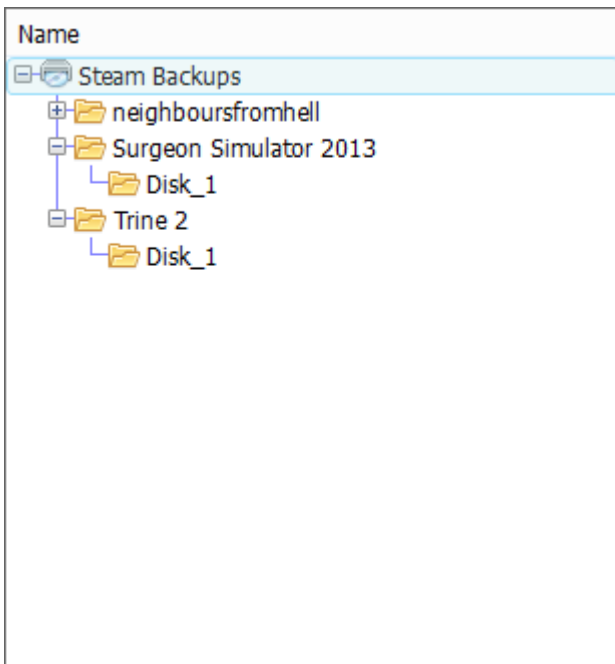 Name
Steam Backups
neighboursfromhell
Surgeon Simulator 2013
Disk_1
Trine 2
Disk_1